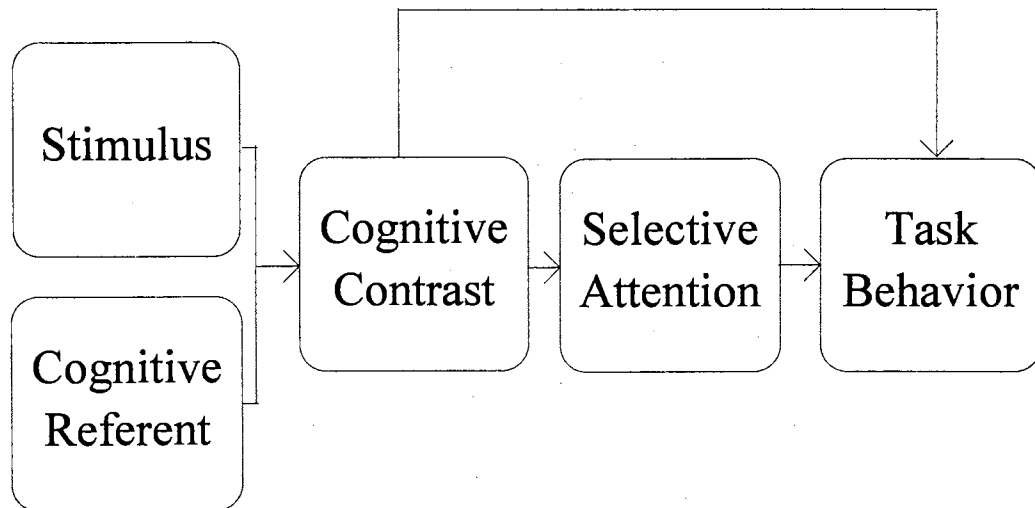 Stimulus
Cognitive
Referent
Cognitive
Contrast
Selective
Attention
Task
Behavior